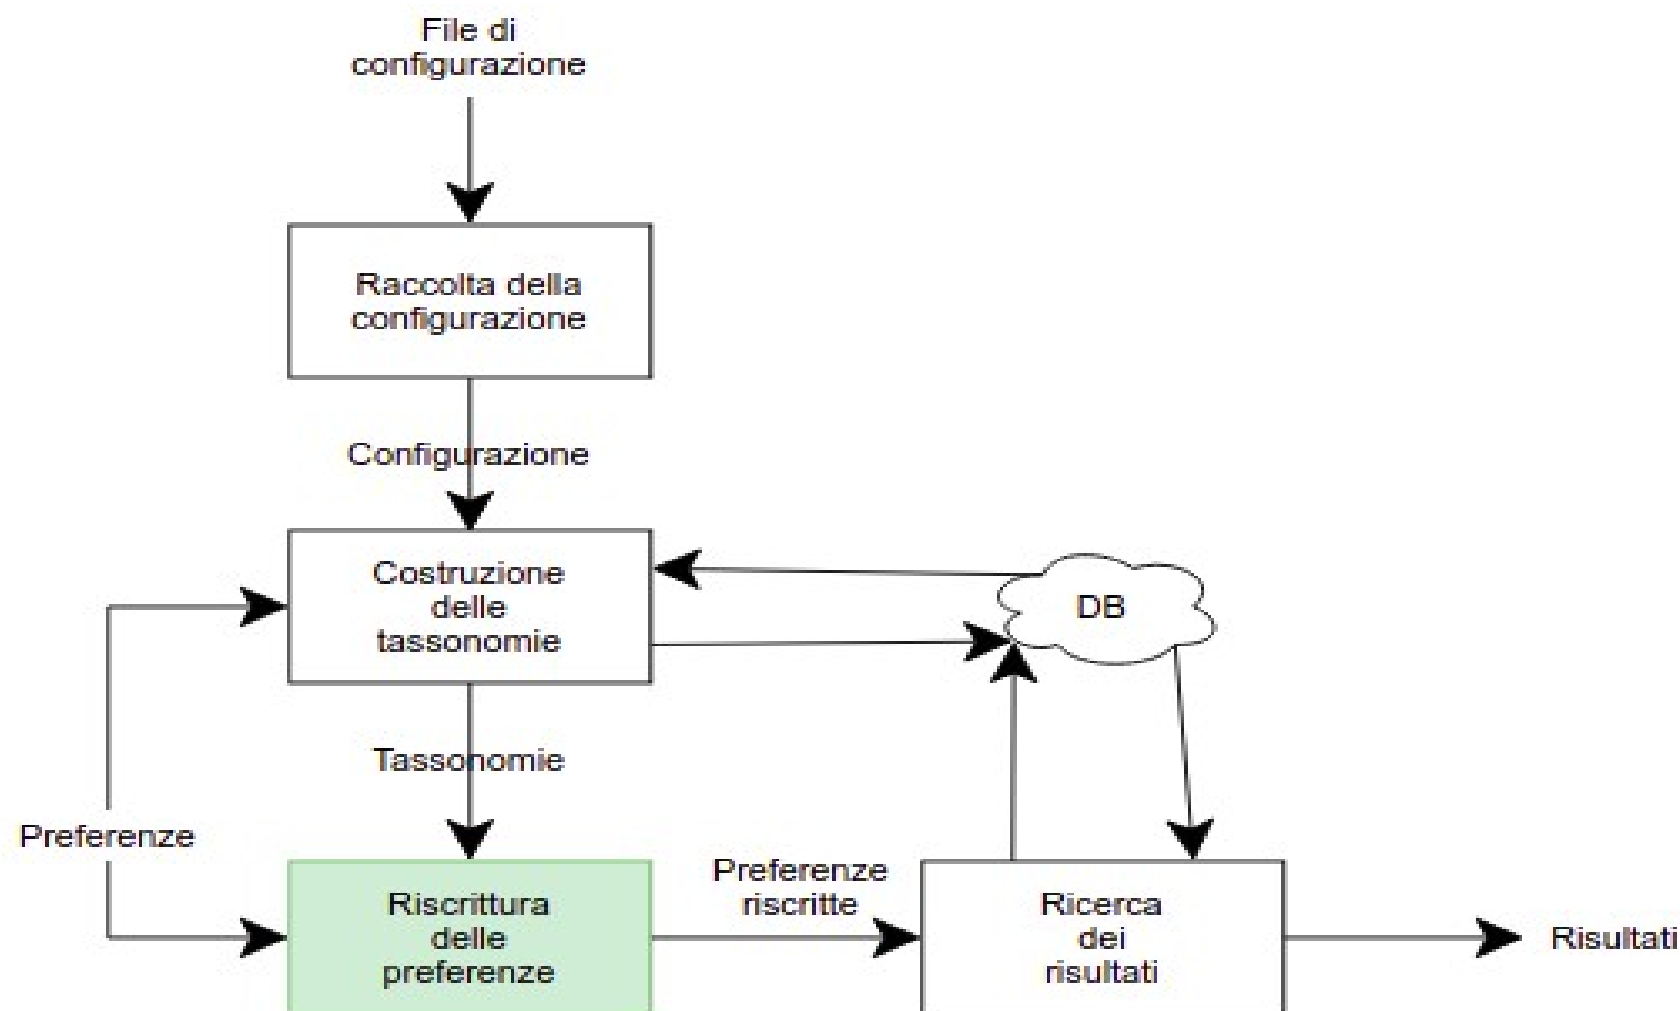 File di
configurazione
Raccolta della
configurazione
Configurazione
Costruzione
delle
tassonomie
DB
Tassonomie
Preferenze
Riscrittura
delle
preferenze
Preferenze
riscritte
Ricerca
dei
risultati
Risultati